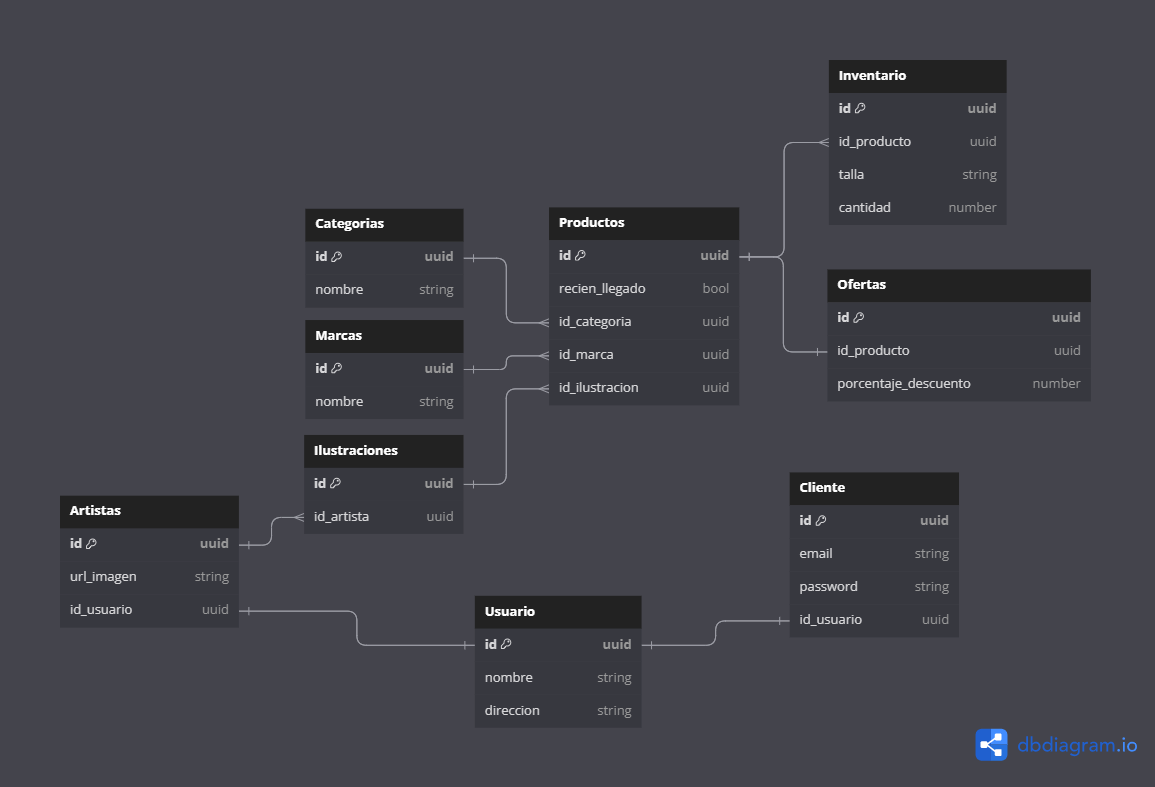 Inventario
id uuid
id_producto uuid
talla string
cantidad number
Categorias
id uuid
nombre string
Productos
id uuid
recien_llegado bool
id_categoria uuid
id_marca uuid
id_ilustracion uuid
Ofertas
id uuid
id_producto uuid
porcentaje_descuento number
Marcas
id uuid
nombre string
Ilustraciones
id uuid
id_artista uuid
Cliente
id uuid
email string
password string
id_usuario uuid
Artistas
id uuid
url_imagen string
id_usuario uuid
Usuario
id uuid
nombre string
direccion string
dbdiagram.io